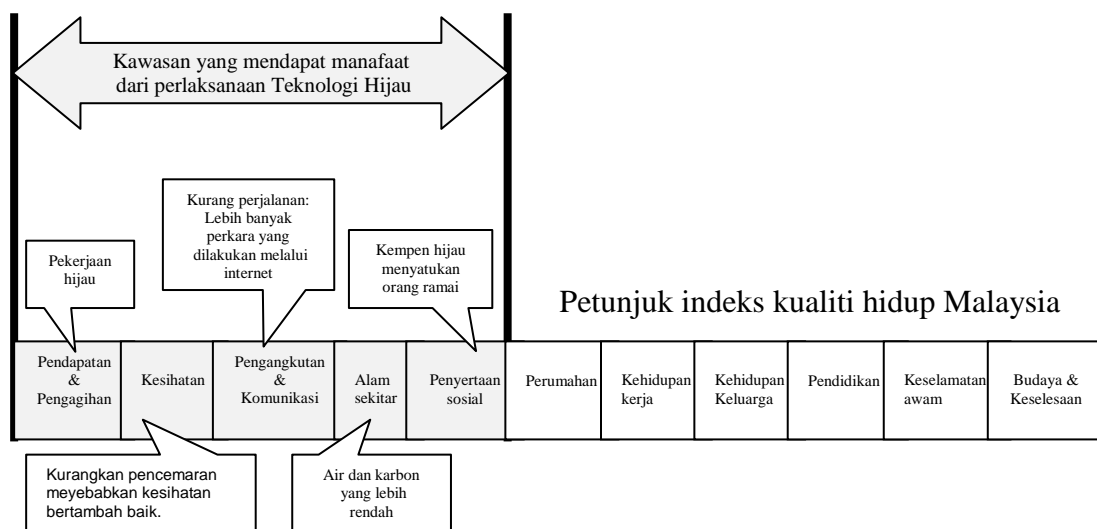 Kawasan yang mendapat manafaat
dari perlaksanaan Teknologi Hijau
Kurang perjalanan:
Lebih banyak
perkara yang
dilakukan melalui
internet
Pekerjaan
hijau
Kempen hijau
menyatukan
orang ramai
Petunjuk indeks kualiti hidup Malaysia
Pendapatan
&
Pengagihan
Kesihatan
Pengangkutan
&
Komunikasi
Alam
sekitar
Penyertaan
sosial
Perumahan
Kehidupan
kerja
Kehidupan
Keluarga
Pendidikan
Keselamatan
awam
Budaya &
Keselesaan
Kurangkan pencemaran
meyebabkan kesihatan
bertambah baik.
Air dan karbon
yang lebih
rendah